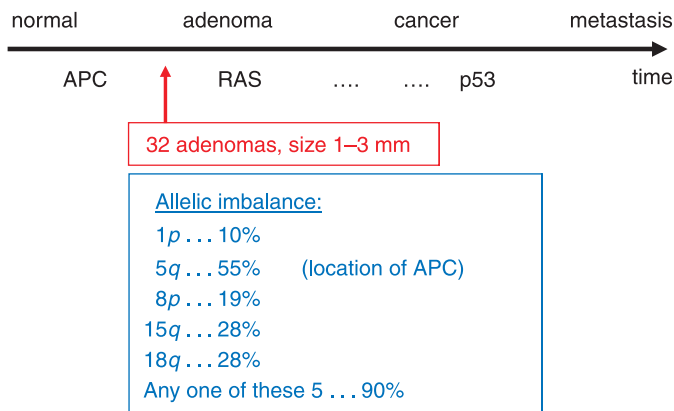 normal adenoma cancer metastasis
APC RAS .... .... p53 time
32 adenomas, size 1–3 mm
Allelic imbalance:
1p . . . 10%
5q . . . 55% (location of APC)
8p . . . 19%
15q . . . 28%
18q . . . 28%
Any one of these 5 . . . 90%